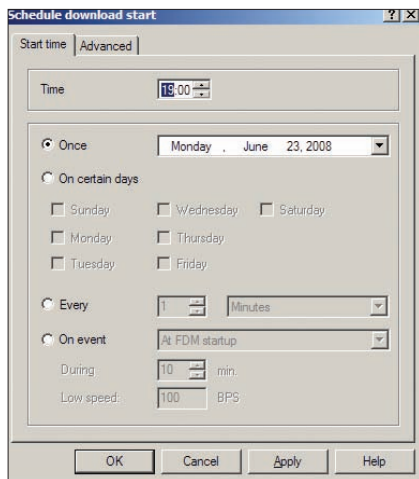 Schedule download start
Start time Advanced
Time 19:00
Once Monday , June 23, 2008
On certain days
Sunday Wednesday Saturday
Monday Thursday
Tuesday Friday
Every 1 Minutes
On event At FDM startup
During 10 min.
Low speed: 100 BPS
OK Cancel Apply Help